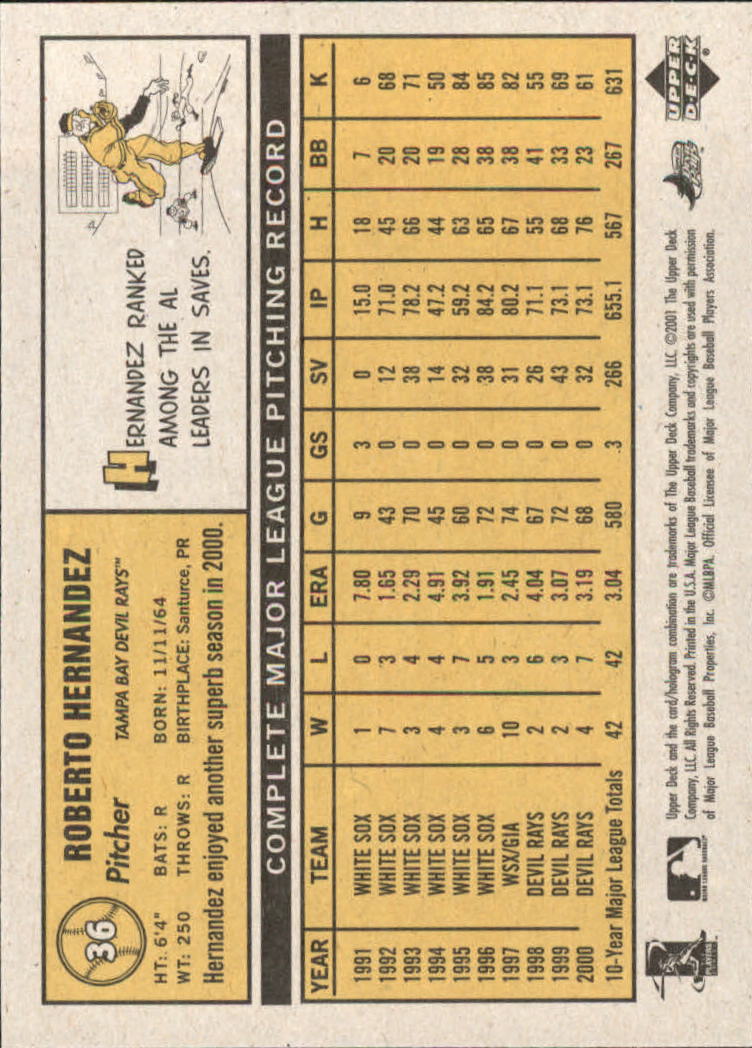 36
ROBERTO HERNANDEZ
Pitcher TAMPA BAY DEVIL RAYS™
HT: 6'4" BATS: R BORN: 11/11/64
WT: 250 THROWS: R BIRTHPLACE: Santurce, PR
Hernandez enjoyed another superb season in 2000.
HERNANDEZ RANKED
AMONG THE AL
LEADERS IN SAVES.
COMPLETE MAJOR LEAGUE PITCHING RECORD
YEAR TEAM W L ERA G GS SV IP H BB K
1991 WHITE SOX 1 0 7.80 9 3 0 15.0 18 7 6
1992 WHITE SOX 7 3 1.65 43 0 12 71.0 45 20 68
1993 WHITE SOX 3 4 2.29 70 0 38 78.2 66 20 71
1994 WHITE SOX 4 4 4.91 45 0 14 47.2 44 19 50
1995 WHITE SOX 3 7 3.92 60 0 32 59.2 63 28 84
1996 WHITE SOX 6 5 1.91 72 0 38 84.2 65 38 85
1997 WSX/GIA 10 3 2.45 74 0 31 80.2 67 38 82
1998 DEVIL RAYS 2 6 4.04 67 0 26 71.1 55 41 55
1999 DEVIL RAYS 2 3 3.07 72 0 43 73.1 68 33 69
2000 DEVIL RAYS 4 7 3.19 68 0 32 73.1 76 23 61
10-Year Major League Totals 42 42 3.04 580 3 266 655.1 567 267 631
PLAYERS
MAJOR LEAGUE BASEBALL
Upper Deck and the card/hologram combination are trademarks of The Upper Deck Company, LLC. ©2001 The Upper Deck
Company, LLC. All Rights Reserved. Printed in the U.S.A. Major League Baseball trademarks and copyrights are used with permission
of Major League Baseball Properties, Inc. ©MLBPA. Official Licensee of Major League Baseball Players Association.
UPPER
DECK®